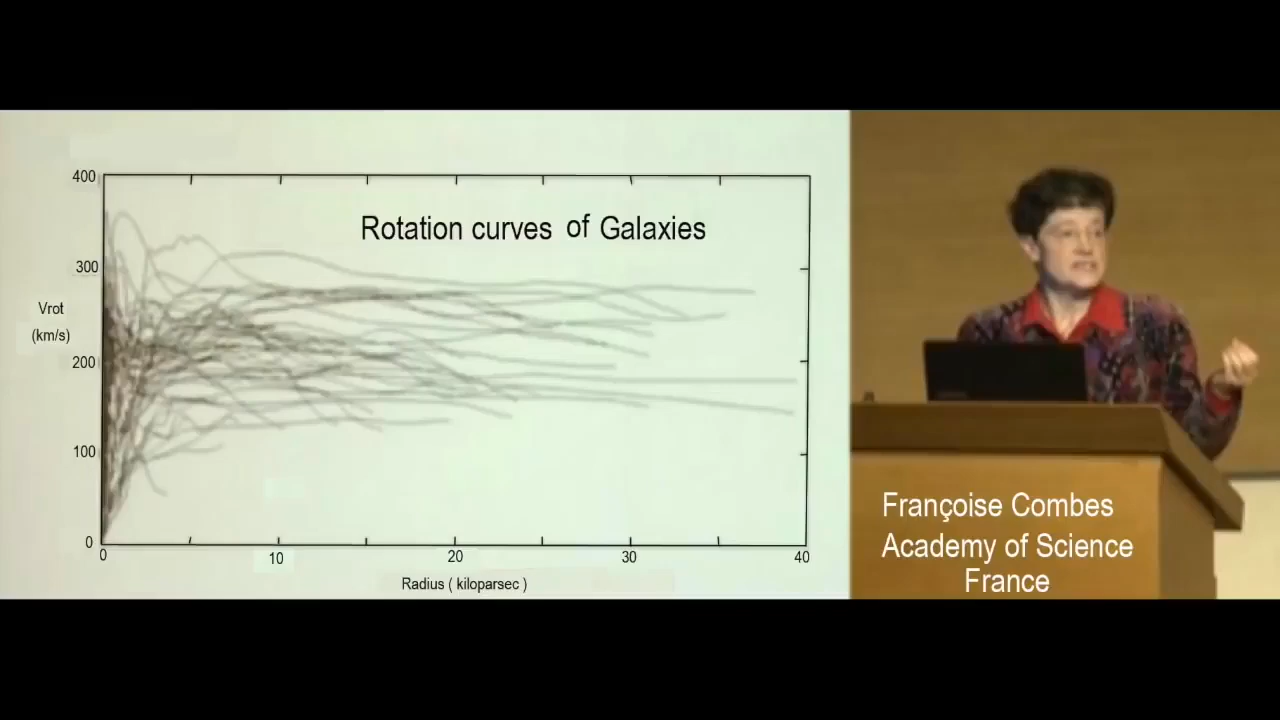 Rotation curves of Galaxies
400
300
Vrot
(km/s)
200
100
0
0
10
20
30
40
Radius ( kiloparsec )
Françoise Combes
Academy of Science
France